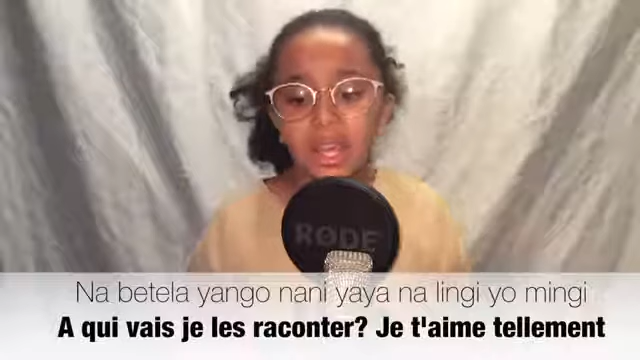 RØDE
Na betela yango nani yaya na lingi yo mingi
A qui vais je les raconter? Je t'aime tellement